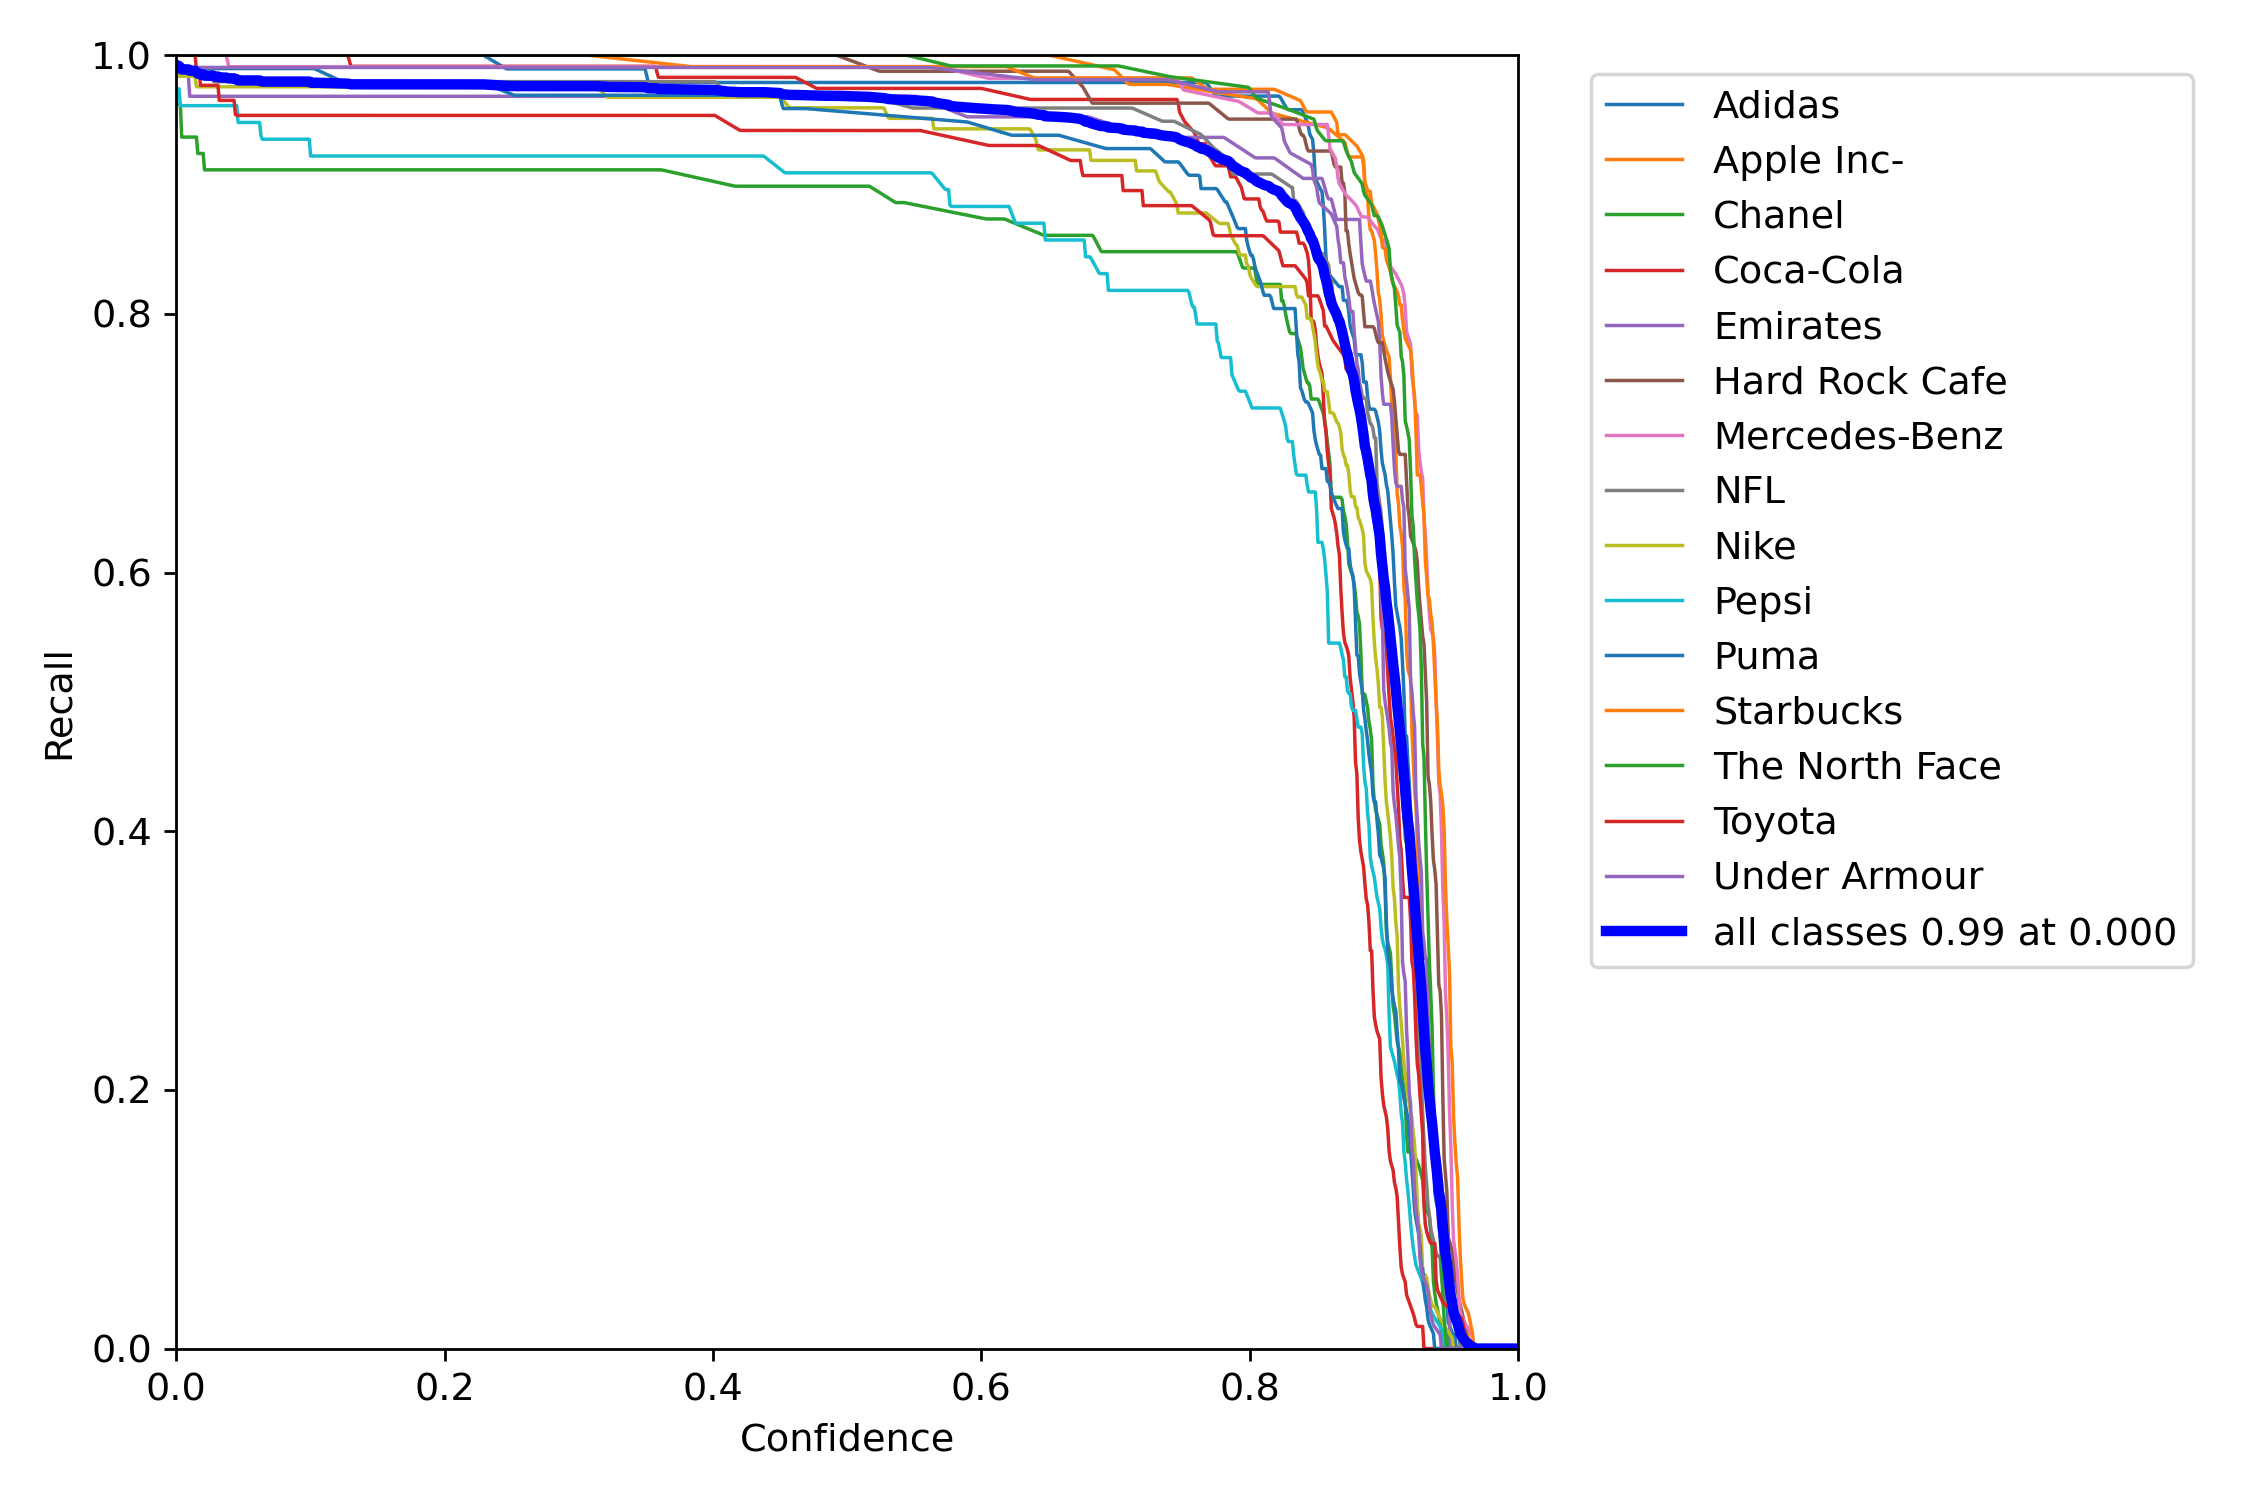 1.0
0.8
0.6
0.4
0.2
0.0
Recall
0.0 0.2 0.4 0.6 0.8 1.0
Confidence
Adidas
Apple Inc-
Chanel
Coca-Cola
Emirates
Hard Rock Cafe
Mercedes-Benz
NFL
Nike
Pepsi
Puma
Starbucks
The North Face
Toyota
Under Armour
all classes 0.99 at 0.000